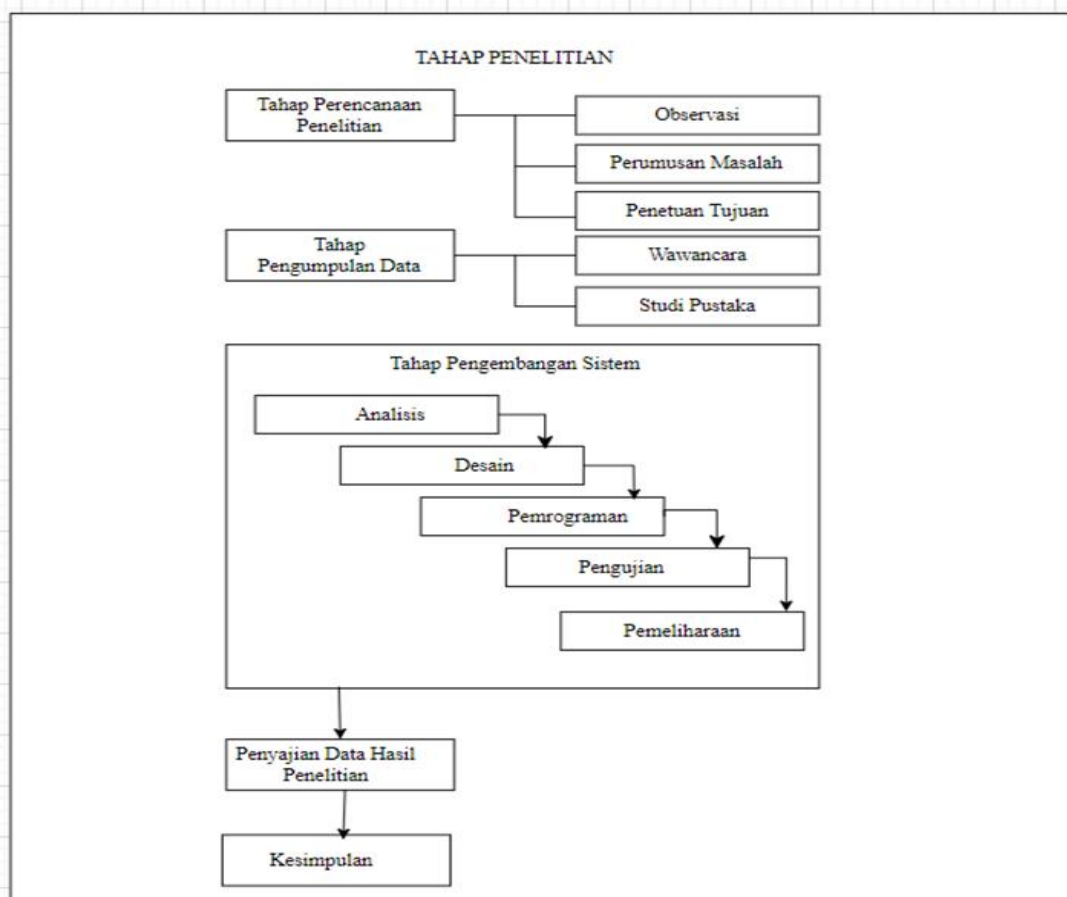 TAHAP PENELITIAN
Tahap Perencanaan
Penelitian
Observasi
Perumusan Masalah
Penetuan Tujuan
Tahap
Pengumpulan Data
Wawancara
Studi Pustaka
Tahap Pengembangan Sistem
Analisis
Desain
Pemrograman
Pengujian
Pemeliharaan
Penyajian Data Hasil
Penelitian
Kesimpulan